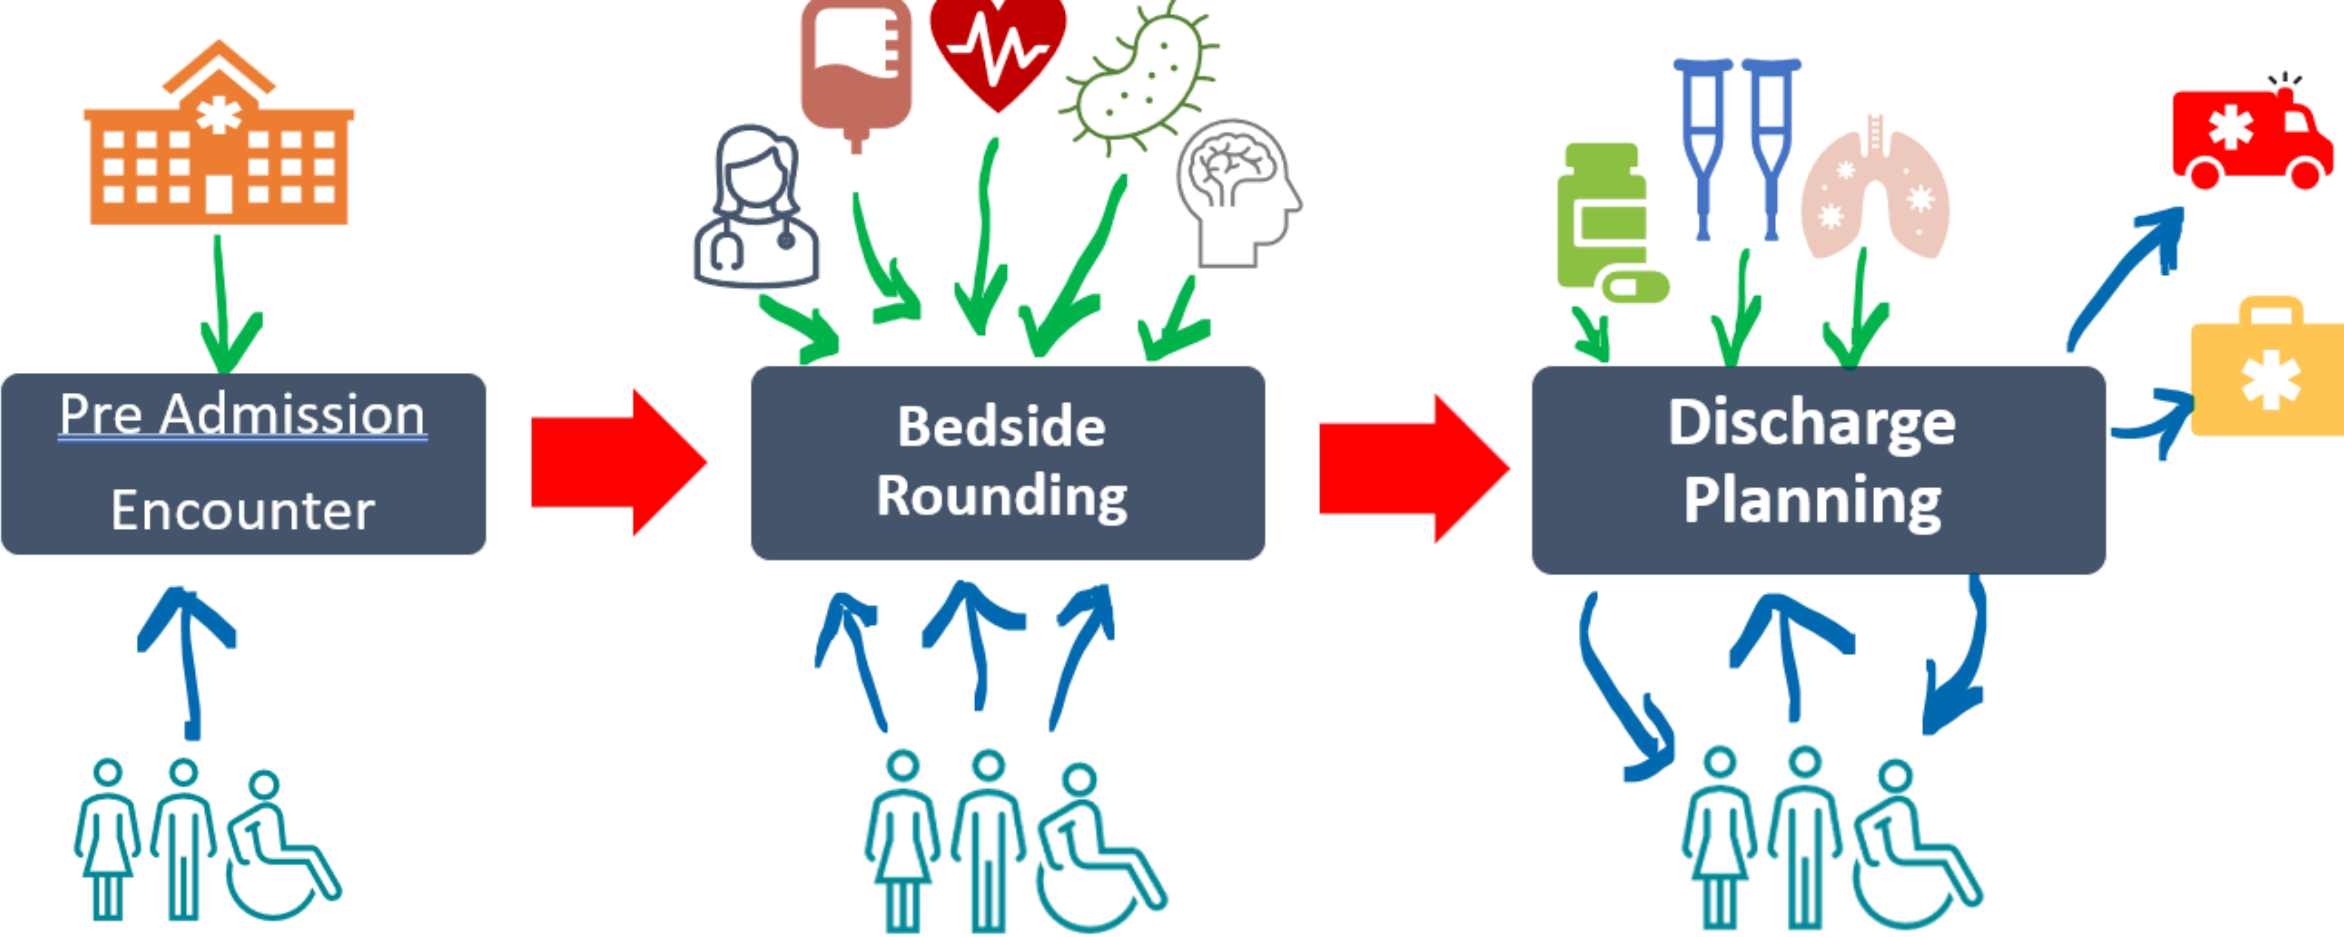 Pre Admission
Encounter
Bedside
Rounding
Discharge
Planning